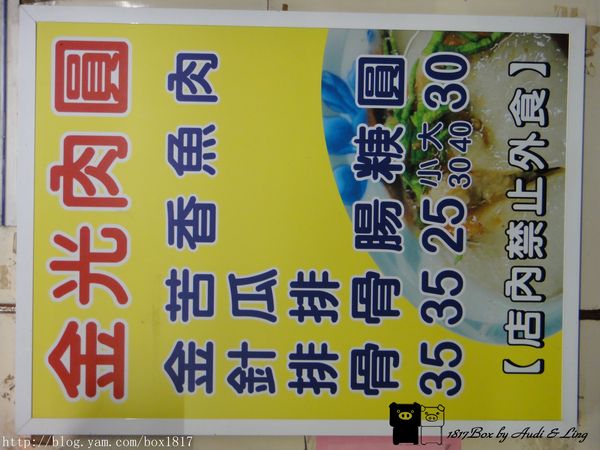 金光肉圓
肉圓 30
魚焿 小30 大40
香腸 25
苦瓜排骨 35
金針排骨 35
【店內禁止外食】
1817Box by Audi & Ling
http://blog.yam.com/box1817